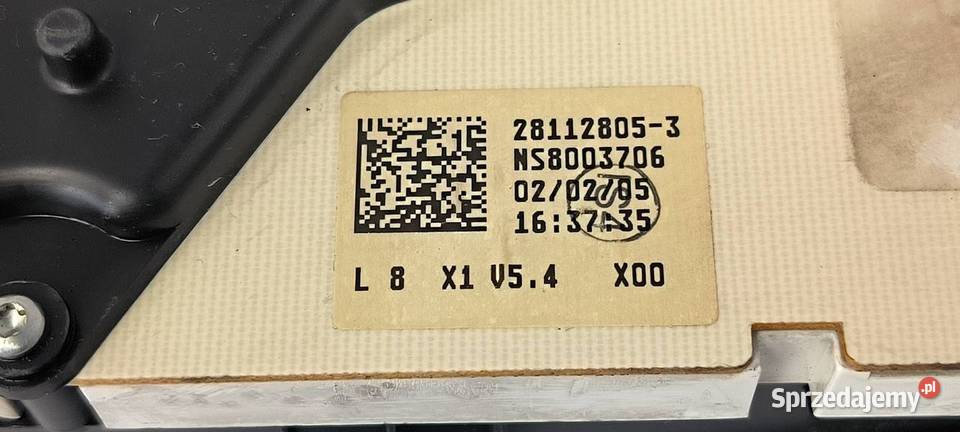 28112805-3
NS8003706
02/02/05
16:37:35
L 8 X1 V5.4 X00
Sprzedajemy.pl